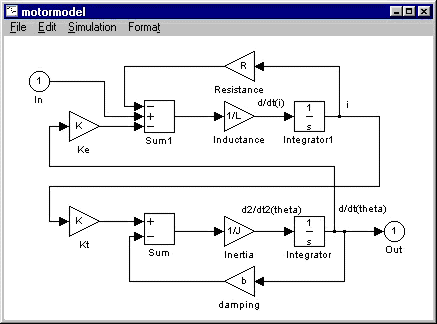 motormodel
File Edit Simulation Format
R
1
In
Resistance
d/dt(i)
i
K
Ke
−
+
−
Sum1
1/L
Inductance
1
s
Integrator1
d2/dt2(theta)
d/dt(theta)
K
Kt
+
−
Sum
1/J
Inertia
1
s
Integrator
1
Out
b
damping